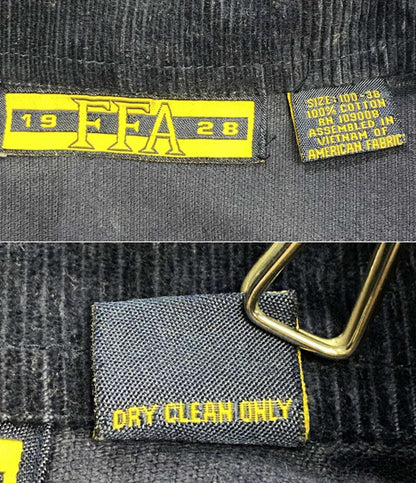 19 FFA 28
SIZE: 100-38
100% COTTON
RN 109008
ASSEMBLED IN
VIETNAM OF
AMERICAN FABRIC
DRY CLEAN ONLY